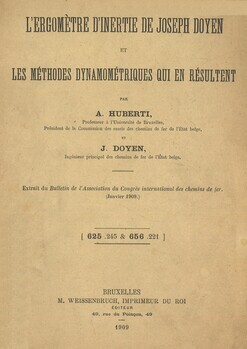 L'ERGOMÈTRE D'INERTIE DE JOSEPH DOYEN
ET
LES MÉTHODES DYNAMOMÉTRIQUES QUI EN RÉSULTENT
PAR
A. HUBERTI,
Professeur à l'Université de Bruxelles,
Président de la Commission des essais des chemins de fer de l'État belge,
ET
J. DOYEN,
Ingénieur principal des chemins de fer de l'État belge.
Extrait du Bulletin de l'Association du Congrès international des chemins de fer.
(Janvier 1909.)
[ 625 .245 & 656 .221 ]
BRUXELLES
M. WEISSENBRUCH, IMPRIMEUR DU ROI
ÉDITEUR
49, rue du Poinçon, 49
1909